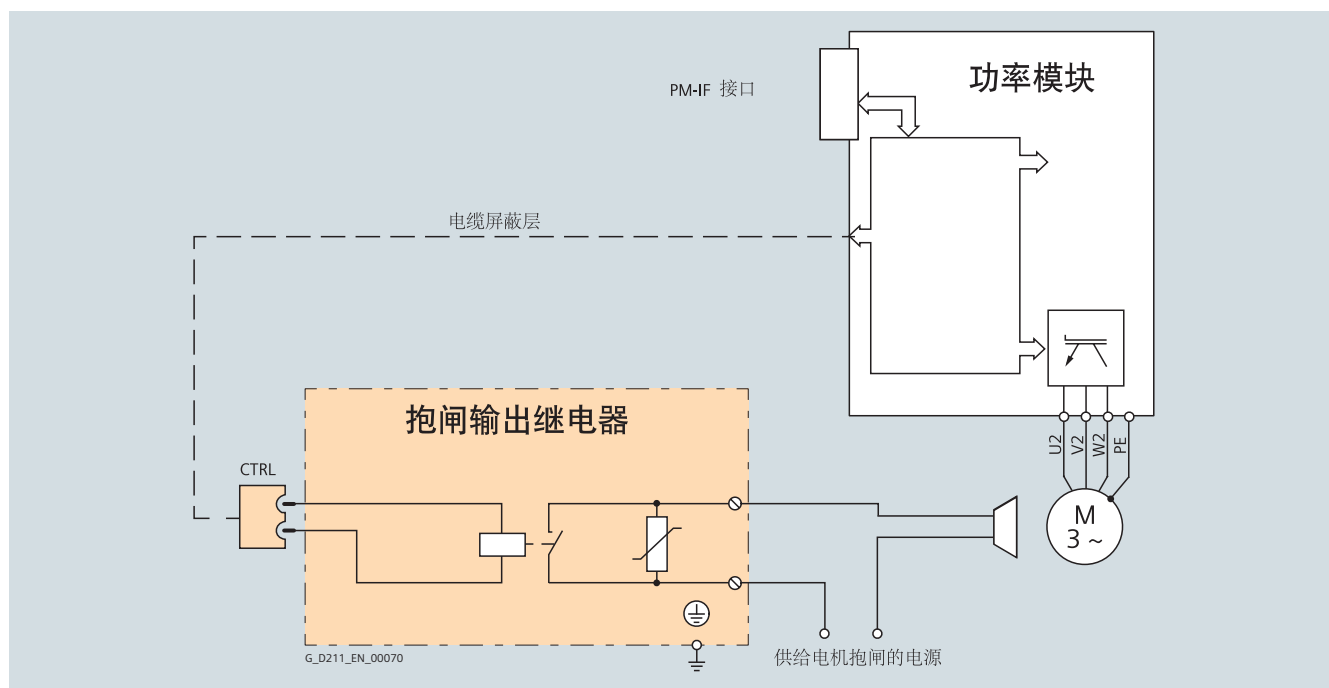 功率模块
PM-IF 接口
电缆屏蔽层
抱闸输出继电器
CTRL
U2
V2
W2
PE
M
3 ~
供给电机抱闸的电源
G_D211_EN_00070